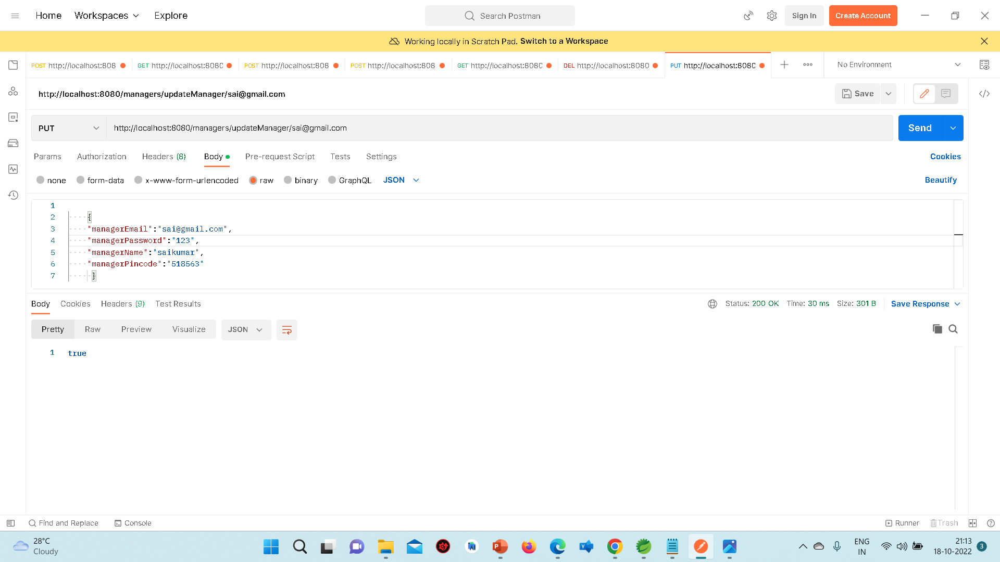 Home Workspaces Explore Search Postman Sign In Create Account
Working locally in Scratch Pad. Switch to a Workspace
POST http://localhost:808 GET http://localhost:8080 POST http://localhost:808 POST http://localhost:808 GET http://localhost:8080 DEL http://localhost:8080 PUT http://localhost:8080 No Environment
http://localhost:8080/managers/updateManager/sai@gmail.com Save
PUT http://localhost:8080/managers/updateManager/sai@gmail.com Send
Params Authorization Headers (8) Body Pre-request Script Tests Settings Cookies
none form-data x-www-form-urlencoded raw binary GraphQL JSON Beautify
1
2 {
3 "managerEmail":"sai@gmail.com",
4 "managerPassword":"123",
5 "managerName":"saikumar",
6 "managerPincode":"518563"
7 }
Body Cookies Headers (9) Test Results Status: 200 OK Time: 30 ms Size: 301 B Save Response
Pretty Raw Preview Visualize JSON
1 true
Find and Replace Console Runner Trash
28°C
Cloudy
ENG
IN
21:13
18-10-2022
3